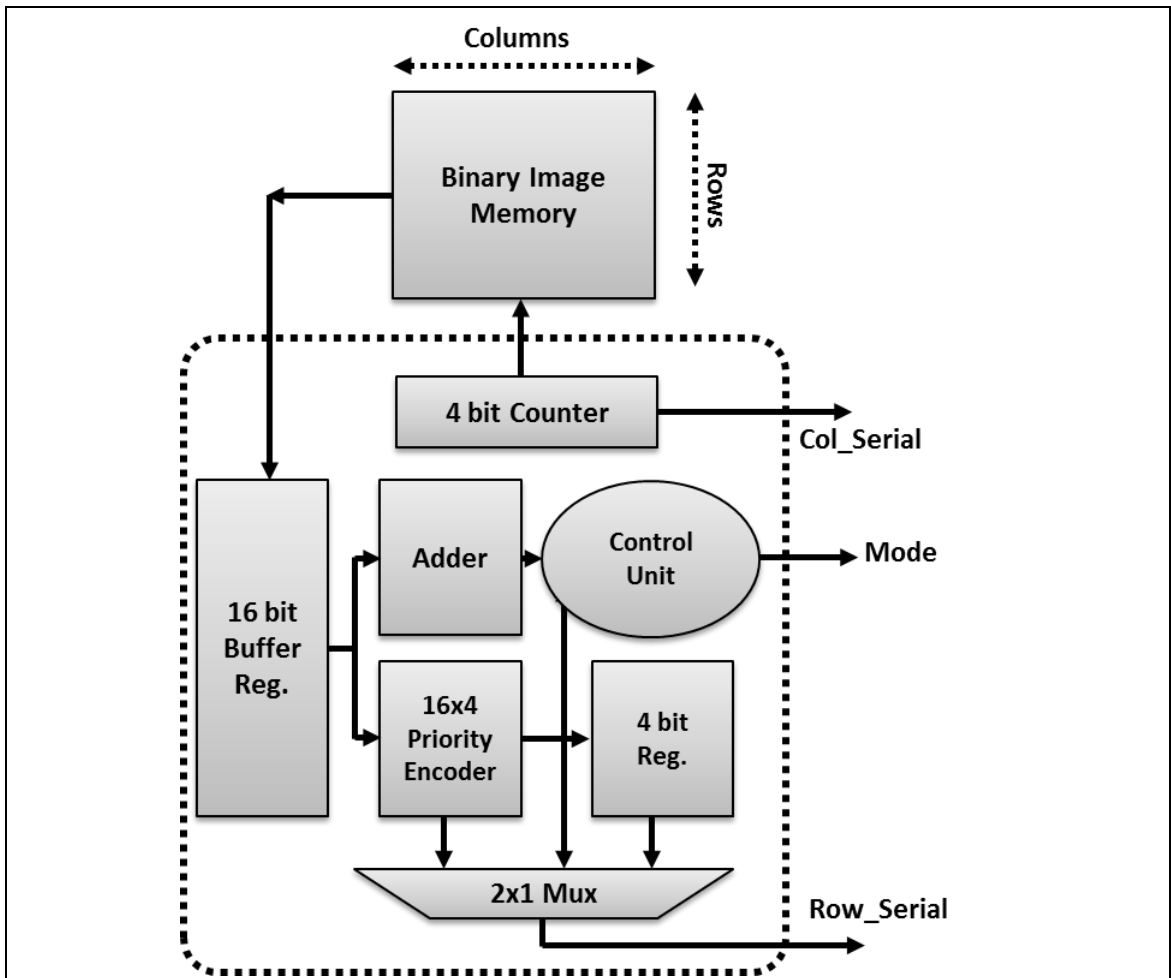 Columns
Rows
Binary Image
Memory
4 bit Counter
Col_Serial
Adder
Control
Unit
Mode
16 bit
Buffer
Reg.
16x4
Priority
Encoder
4 bit
Reg.
2x1 Mux
Row_Serial